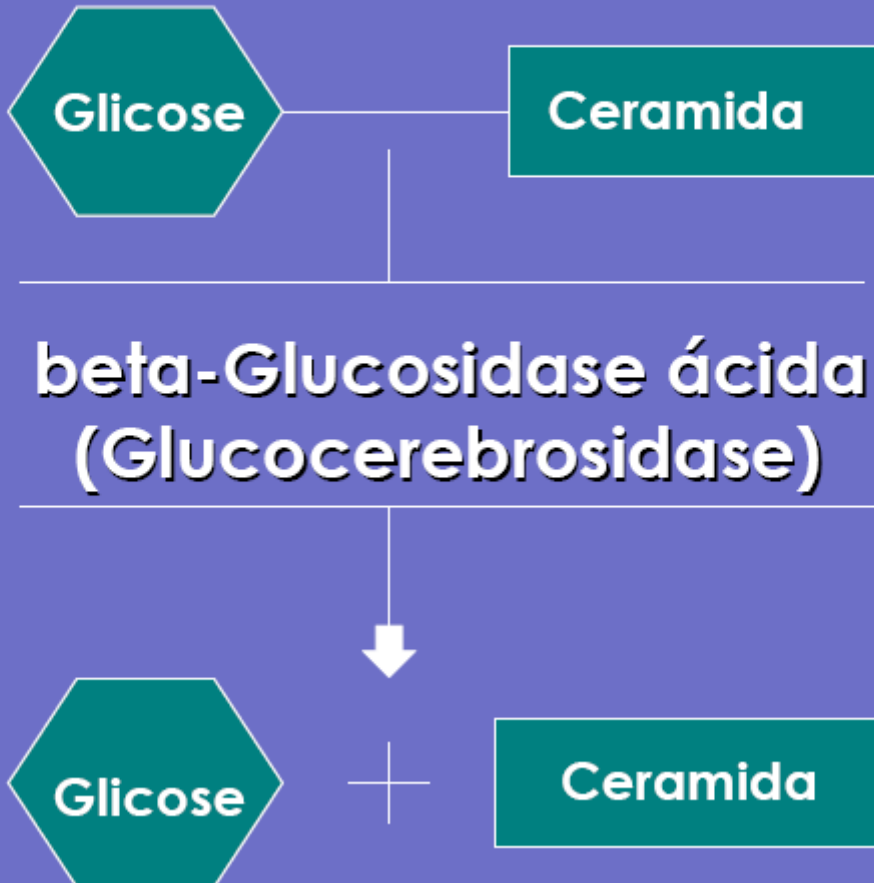 Glicose
Ceramida
beta-Glucosidase ácida
(Glucocerebrosidase)
Glicose
Ceramida